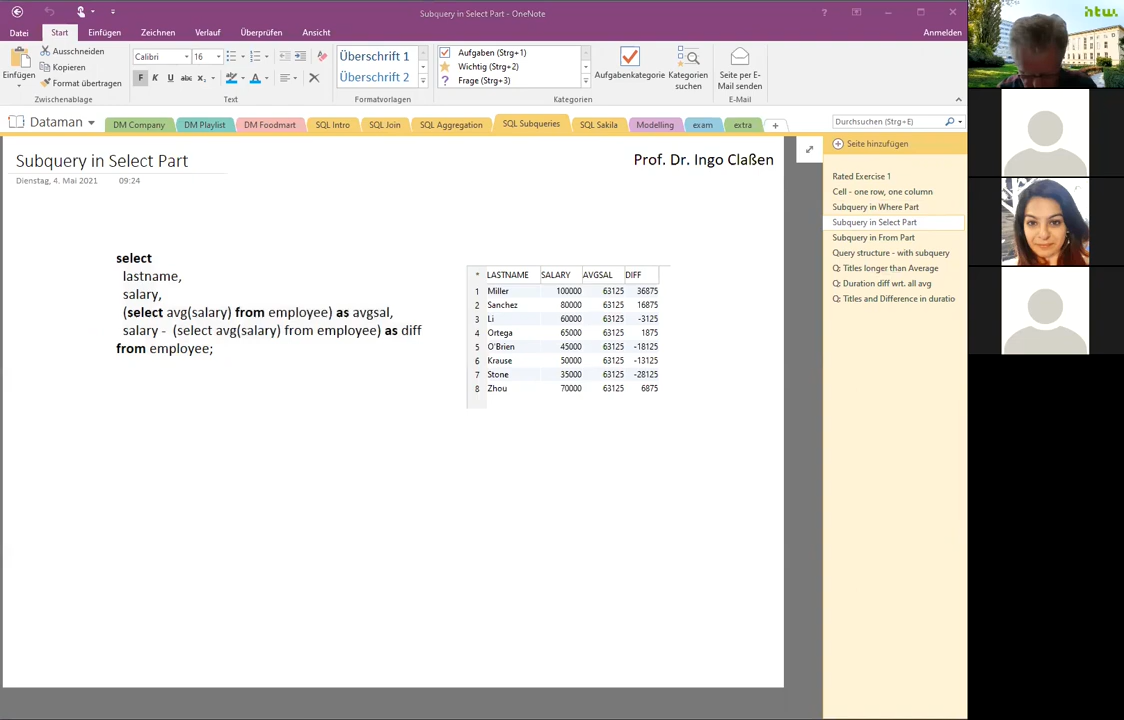 Subquery in Select Part - OneNote
?
htw.
Datei Start Einfügen Zeichnen Verlauf Überprüfen Ansicht Anmelden
Einfügen
Ausschneiden
Kopieren
Format übertragen
Zwischenablage
Calibri 16
F K U abc x₂
Text
Überschrift 1
Überschrift 2
Formatvorlagen
Aufgaben (Strg+1)
Wichtig (Strg+2)
? Frage (Strg+3)
Aufgabenkategorie
Kategorien
suchen
Kategorien
Seite per E-
Mail senden
E-Mail
Dataman DM Company DM Playlist DM Foodmart SQL Intro SQL Join SQL Aggregation SQL Subqueries SQL Sakila Modelling exam extra +
Durchsuchen (Strg+E)
Subquery in Select Part
Dienstag, 4. Mai 2021 09:24
Prof. Dr. Ingo Claßen
select
lastname,
salary,
(select avg(salary) from employee) as avgsal,
salary - (select avg(salary) from employee) as diff
from employee;
* LASTNAME SALARY AVGSAL DIFF
1 Miller 100000 63125 36875
2 Sanchez 80000 63125 16875
3 Li 60000 63125 -3125
4 Ortega 65000 63125 1875
5 O'Brien 45000 63125 -18125
6 Krause 50000 63125 -13125
7 Stone 35000 63125 -28125
8 Zhou 70000 63125 6875
Seite hinzufügen
Rated Exercise 1
Cell - one row, one column
Subquery in Where Part
Subquery in Select Part
Subquery in From Part
Query structure - with subquery
Q: Titles longer than Average
Q: Duration diff wrt. all avg
Q: Titles and Difference in duratio